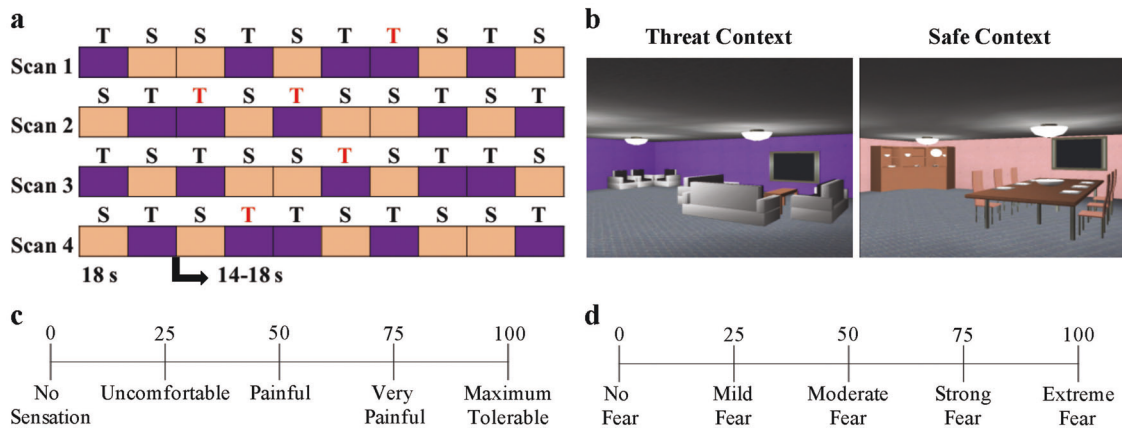 a
T S S T S T T S T S
Scan 1
S T T S T S S T S T
Scan 2
T S T S S T S T T S
Scan 3
S T S T T S T S S T
Scan 4
18 s 14-18 s
b
Threat Context Safe Context
c
0 25 50 75 100
No Sensation Uncomfortable Painful Very Painful Maximum Tolerable
d
0 25 50 75 100
No Fear Mild Fear Moderate Fear Strong Fear Extreme Fear